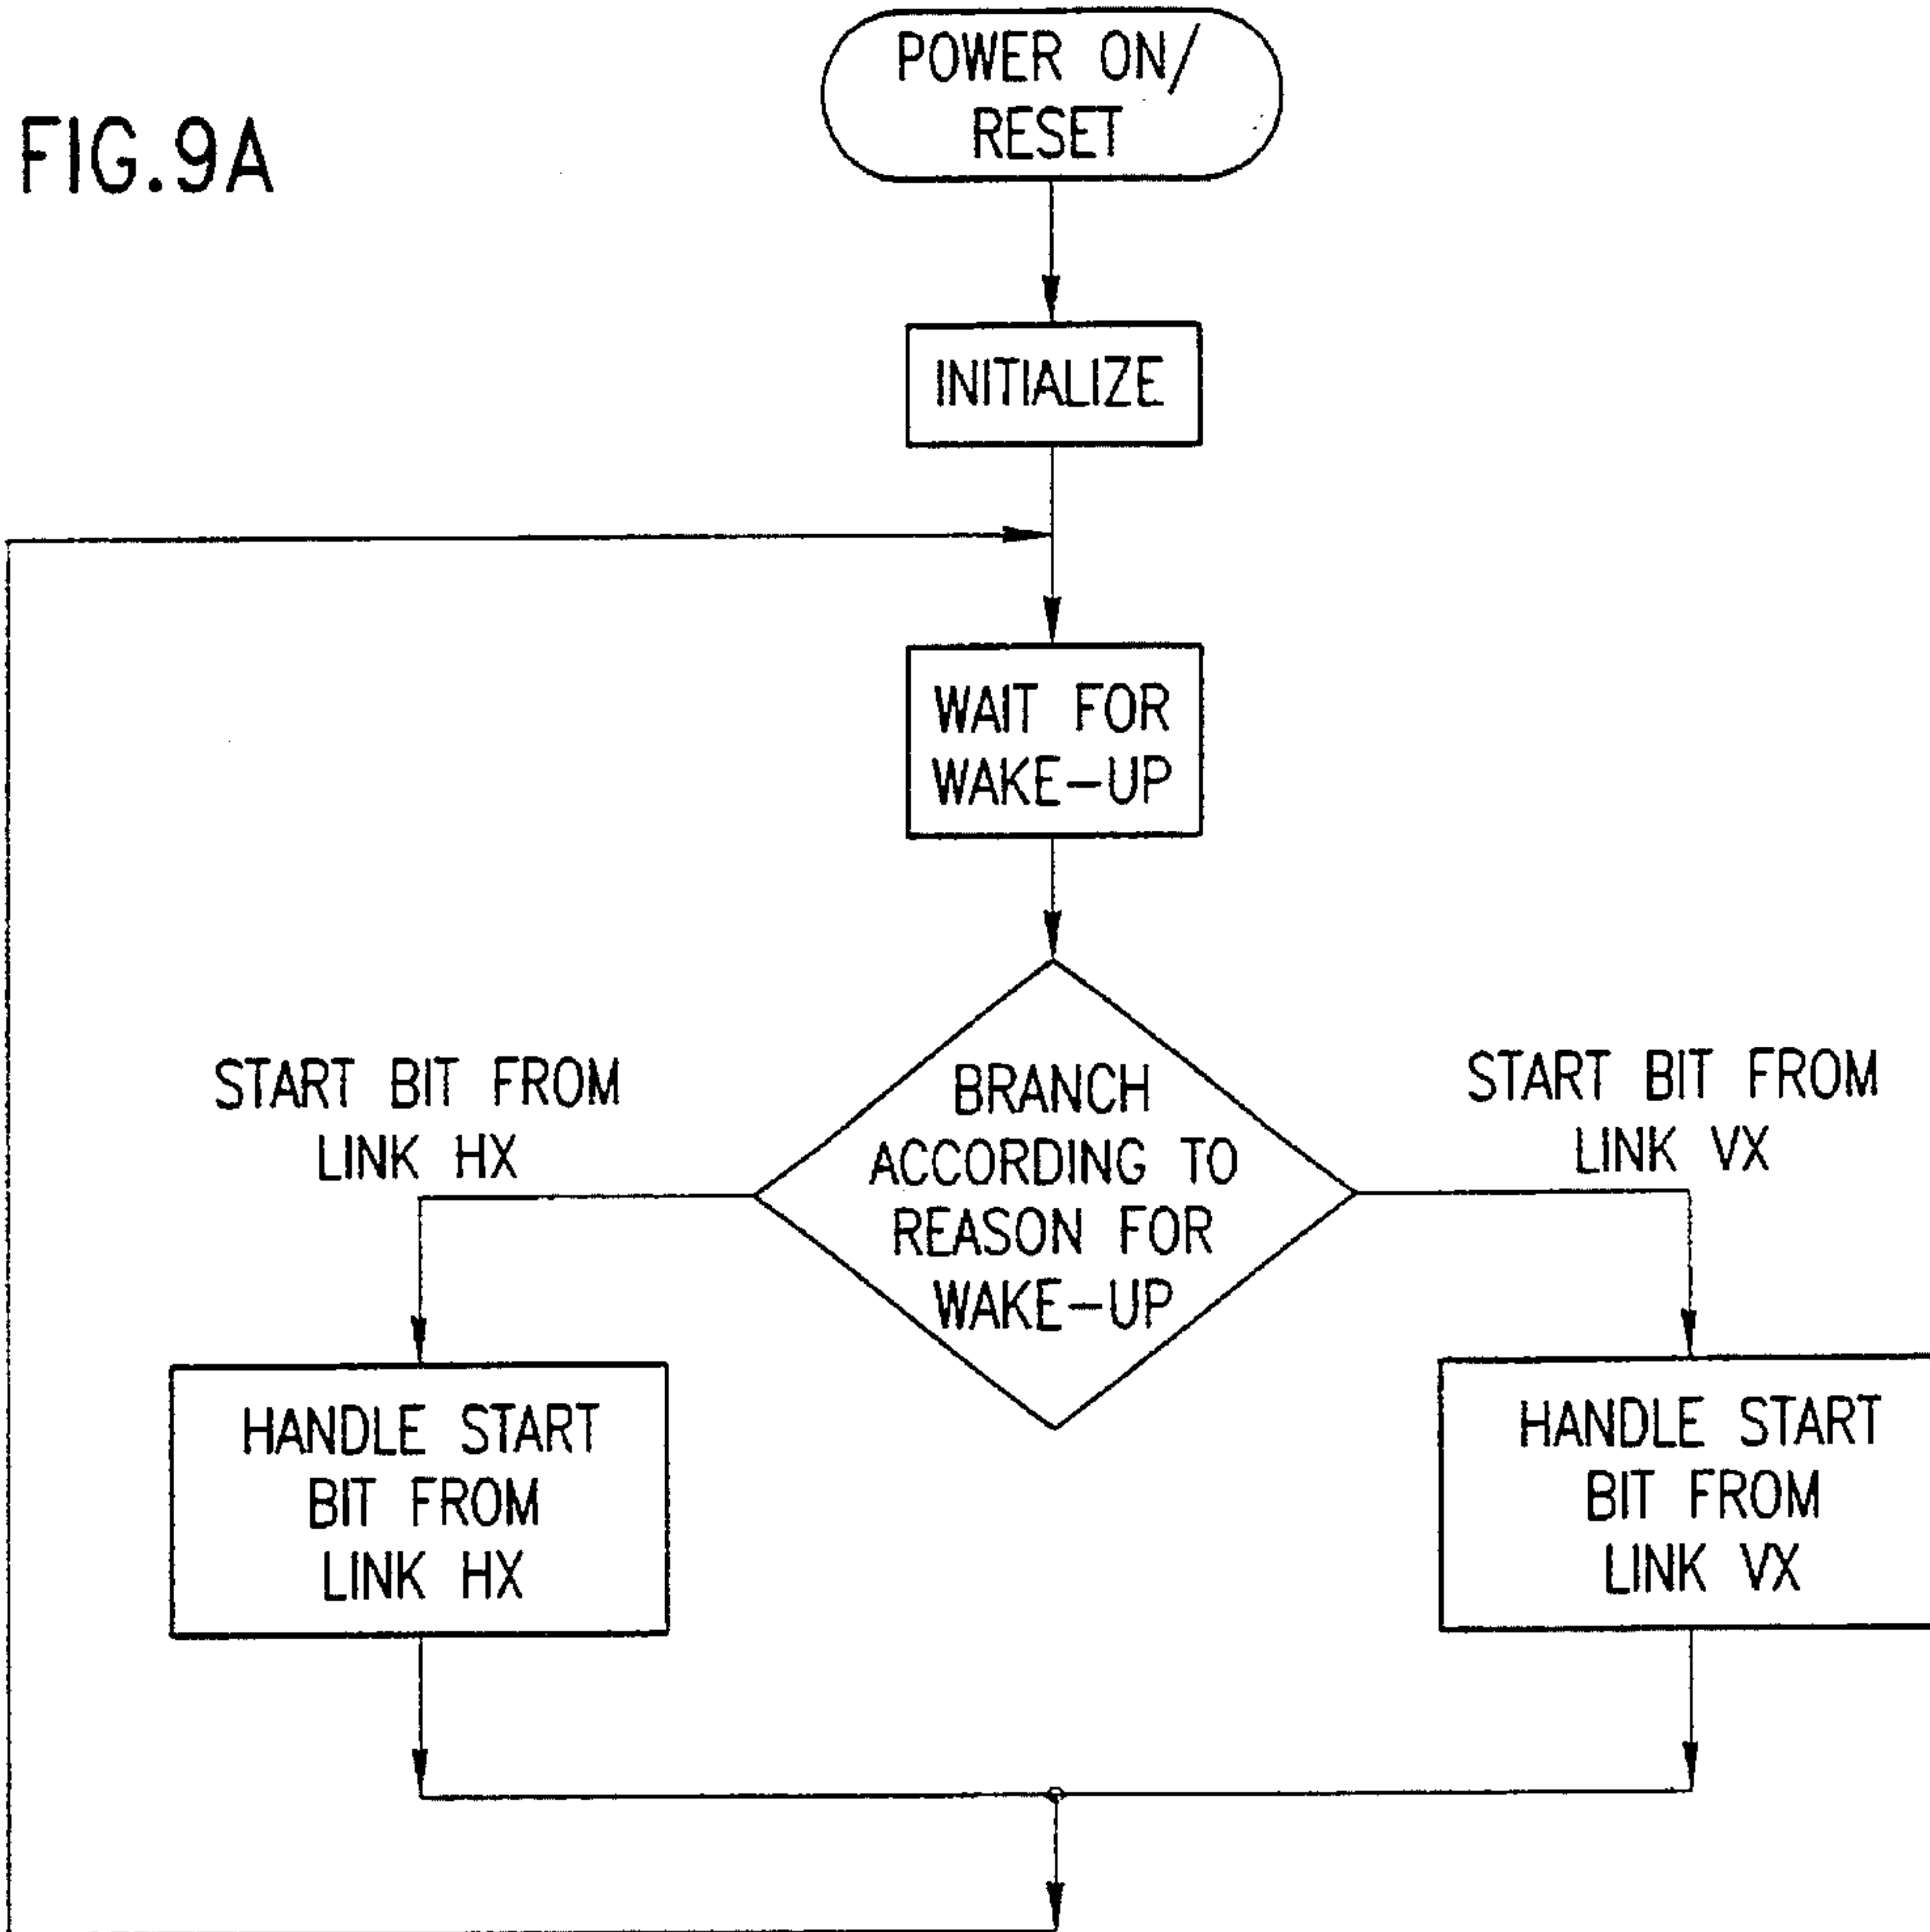 FIG.9A
POWER ON/
RESET
INITIALIZE
WAIT FOR
WAKE-UP
BRANCH
ACCORDING TO
REASON FOR
WAKE-UP
START BIT FROM
LINK HX
START BIT FROM
LINK VX
HANDLE START
BIT FROM
LINK HX
HANDLE START
BIT FROM
LINK VX